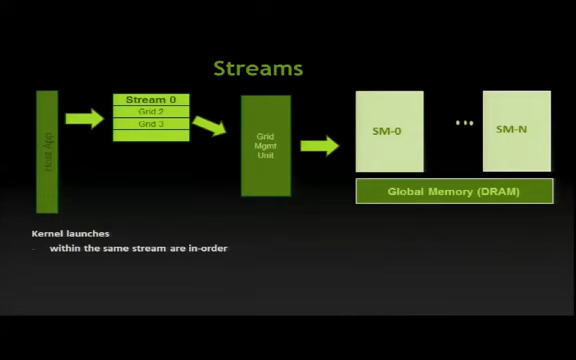 Streams
Host App
Stream 0
Grid 2
Grid 3
Grid
Mgmt
Unit
SM-0
...
SM-N
Global Memory (DRAM)
Kernel launches
- within the same stream are in-order